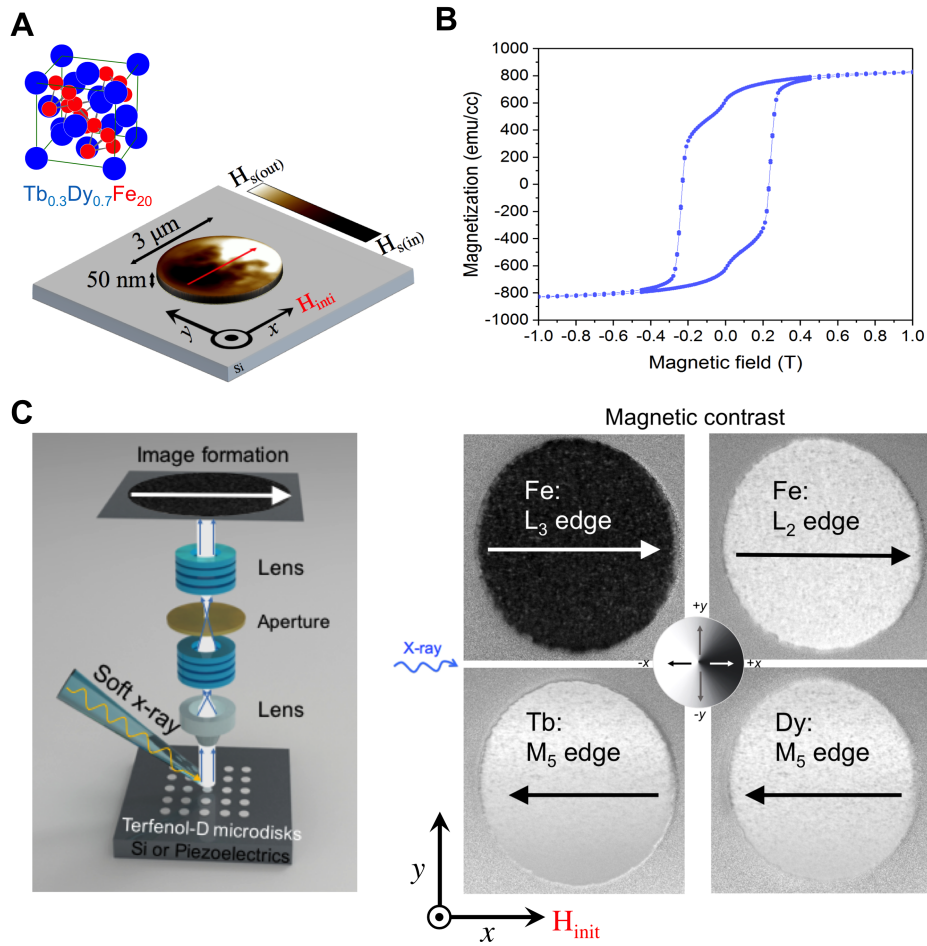 A
Tb0.3Dy0.7Fe20
Hs(out)
Hs(in)
3 μm
50 nm
Hinti
y
x
Si
B
1000
800
600
400
200
0
-200
-400
-600
-800
-1000
Magnetization (emu/cc)
-1.0 -0.8 -0.6 -0.4 -0.2 0.0 0.2 0.4 0.6 0.8 1.0
Magnetic field (T)
C
Image formation
Lens
Aperture
Lens
Soft x-ray
Terfenol-D microdisks
Si or Piezoelectrics
Magnetic contrast
Fe:
L3 edge
Fe:
L2 edge
X-ray
+y
-x
+x
-y
Tb:
M5 edge
Dy:
M5 edge
y
x
Hinit